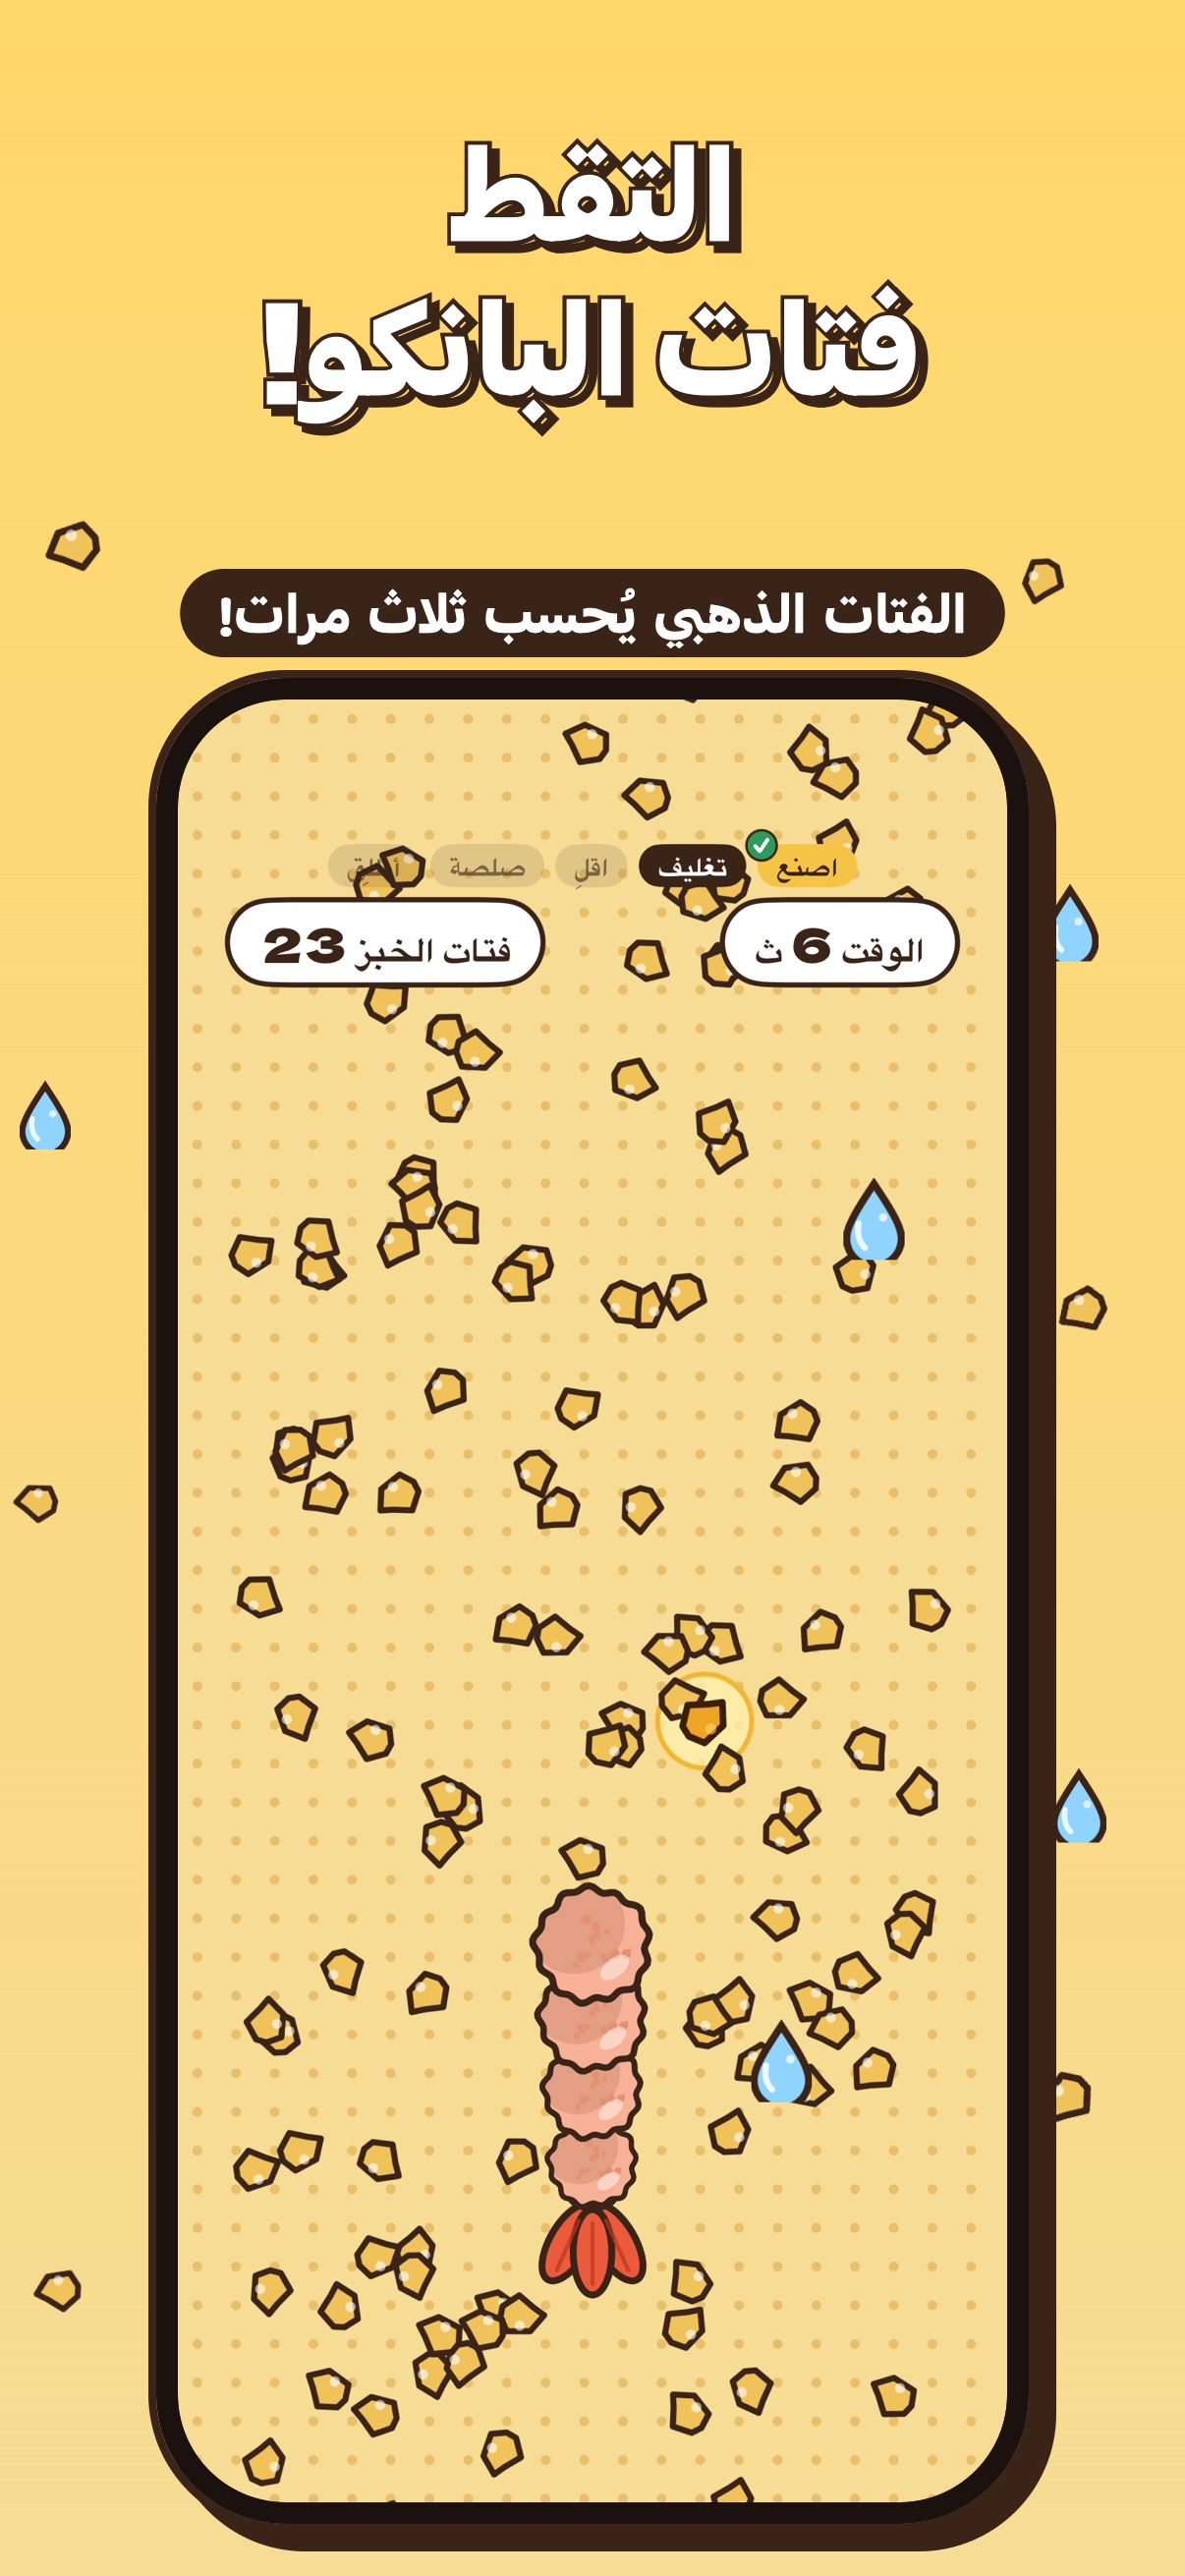 التقط
فتات البانكو!
الفتات الذهبي يُحسب ثلاث مرات!
اصنع تغليف اقلِ صلصة
الوقت 6 ث
فتات الخبز 23